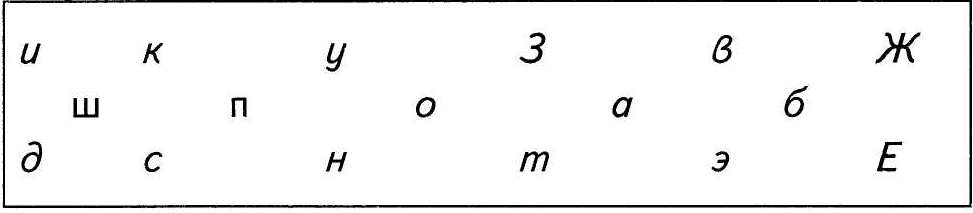 и к у З в Ж
ш п о а б
д с н т э Е